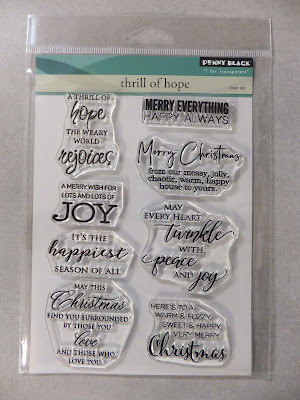 PENNY BLACK
"T for Transparent"
thrill of hope
clear set
A THRILL OF
hope
THE WEARY
WORLD
rejoices
MERRY EVERYTHING
HAPPY ALWAYS
Merry Christmas
from our messy, jolly,
chaotic, warm, happy
house to yours.
A MERRY WISH FOR
LOTS AND LOTS OF
JOY
MAY
EVERY HEART
twinkle
WITH
peace
AND joy
IT'S THE
happiest
SEASON OF ALL
MAY THIS
Christmas
FIND YOU SURROUNDED
BY THOSE YOU
love
AND THOSE WHO
LOVE YOU.
HERE'S TO A
WARM & FUZZY,
SWEET & HAPPY
VERY MERRY
Christmas